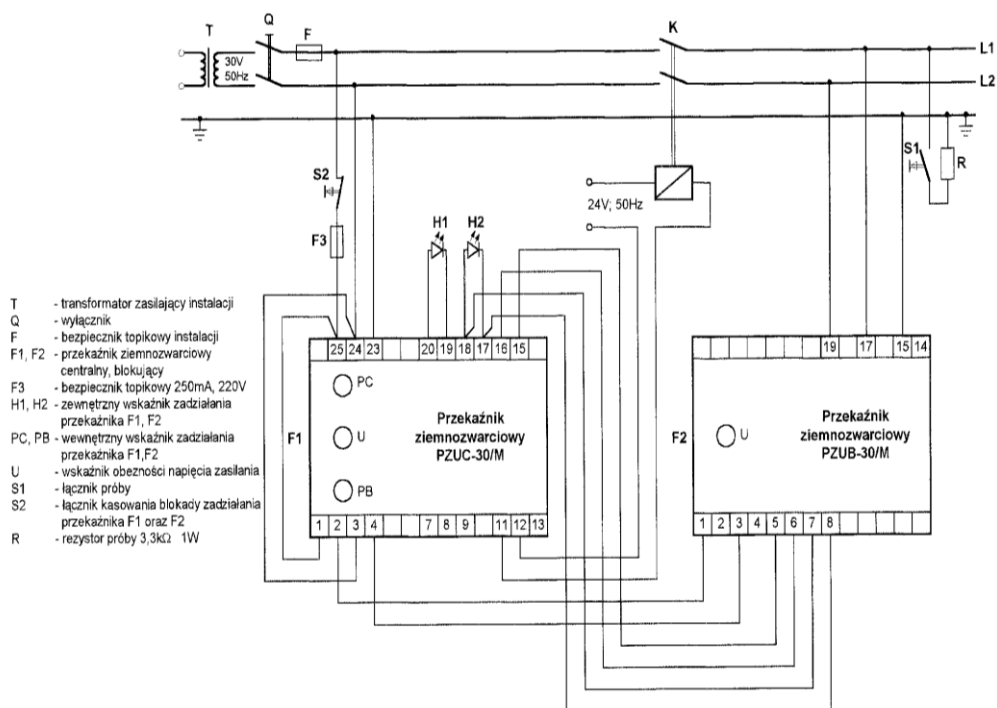 T
Q
F
K
30V
50Hz
L1
L2
S2
S1
R
24V; 50Hz
H1
H2
F3
T - transformator zasilający instalacji
Q - wyłącznik
F - bezpiecznik topikowy instalacji
F1, F2 - przekaźnik ziemnozwarciowy
centralny, blokujący
F3 - bezpiecznik topikowy 250mA, 220V
H1, H2 - zewnętrzny wskaźnik zadziałania
przekaźnika F1, F2
PC, PB - wewnętrzny wskaźnik zadziałania
przekaźnika F1,F2
U - wskaźnik obezności napięcia zasilania
S1 - łącznik próby
S2 - łącznik kasowania blokady zadziałania
przekaźnika F1 oraz F2
R - rezystor próby 3,3kΩ 1W
25 24 23 20 19 18 17 16 15
PC
F1
U
Przekaźnik
ziemnozwarciowy
PZUC-30/M
PB
1 2 3 4 7 8 9 11 12 13
19 17 15 14
F2
U
Przekaźnik
ziemnozwarciowy
PZUB-30/M
1 2 3 4 5 6 7 8